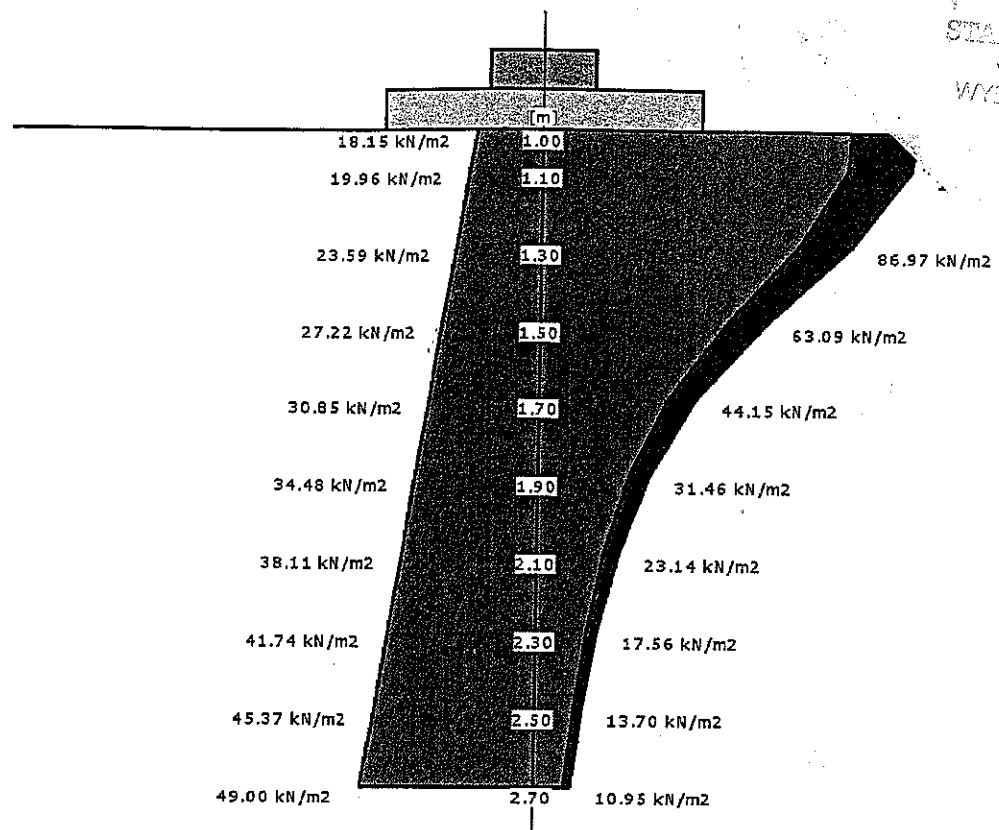 [m]
18.15 kN/m2 1.00
19.96 kN/m2 1.10
23.59 kN/m2 1.30 86.97 kN/m2
27.22 kN/m2 1.50 63.09 kN/m2
30.85 kN/m2 1.70 44.15 kN/m2
34.48 kN/m2 1.90 31.46 kN/m2
38.11 kN/m2 2.10 23.14 kN/m2
41.74 kN/m2 2.30 17.56 kN/m2
45.37 kN/m2 2.50 13.70 kN/m2
49.00 kN/m2 2.70 10.95 kN/m2